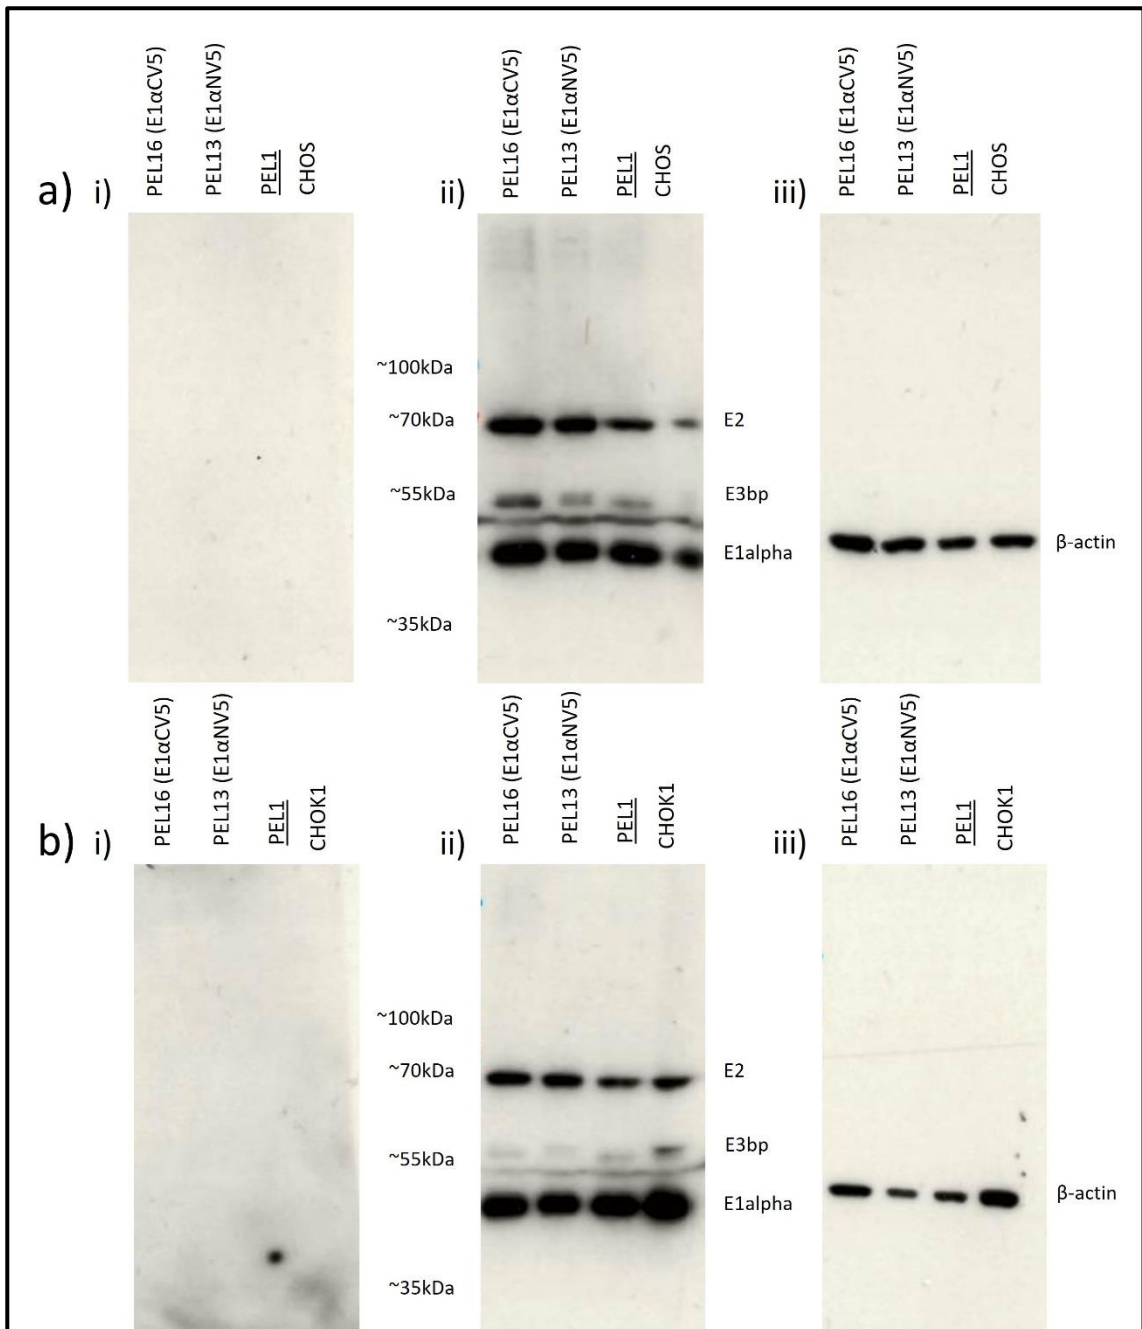 a)
i)
PEL16 (E1αCV5)
PEL13 (E1αNV5)
PEL1
CHOS
ii)
PEL16 (E1αCV5)
PEL13 (E1αNV5)
PEL1
CHOS
iii)
PEL16 (E1αCV5)
PEL13 (E1αNV5)
PEL1
CHOS
~100kDa
~70kDa
~55kDa
~35kDa
E2
E3bp
E1alpha
β-actin
b)
i)
PEL16 (E1αCV5)
PEL13 (E1αNV5)
PEL1
CHOK1
ii)
PEL16 (E1αCV5)
PEL13 (E1αNV5)
PEL1
CHOK1
iii)
PEL16 (E1αCV5)
PEL13 (E1αNV5)
PEL1
CHOK1
~100kDa
~70kDa
~55kDa
~35kDa
E2
E3bp
E1alpha
β-actin